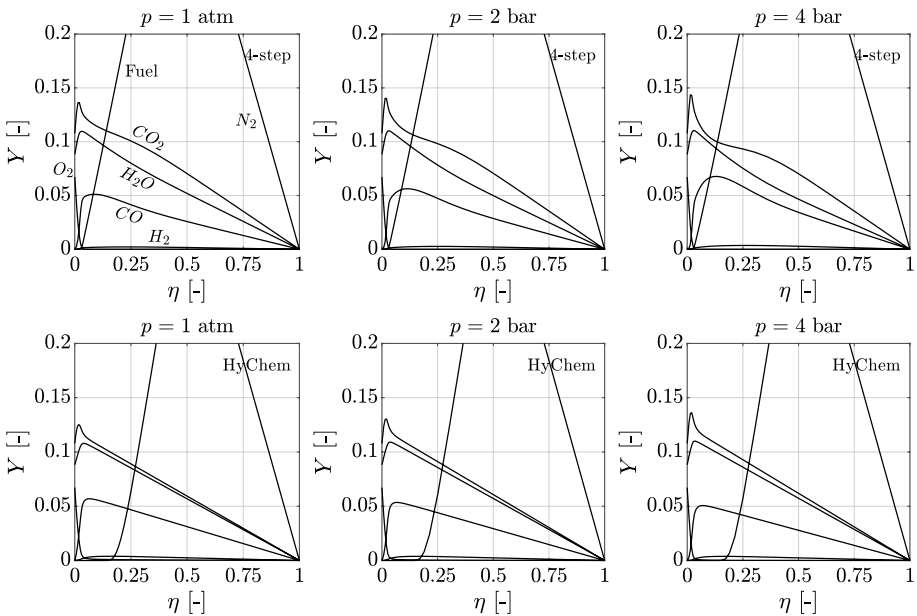 p = 1 atm
p = 2 bar
p = 4 bar
0.2
0.15
0.1
0.05
0
Y [-]
Fuel
4-step
N2
CO2
O2
H2O
CO
H2
0 0.25 0.5 0.75 1
η [-]
0.2
0.15
0.1
0.05
0
Y [-]
4-step
0 0.25 0.5 0.75 1
η [-]
0.2
0.15
0.1
0.05
0
Y [-]
4-step
0 0.25 0.5 0.75 1
η [-]
p = 1 atm
p = 2 bar
p = 4 bar
0.2
0.15
0.1
0.05
0
Y [-]
HyChem
0 0.25 0.5 0.75 1
η [-]
0.2
0.15
0.1
0.05
0
Y [-]
HyChem
0 0.25 0.5 0.75 1
η [-]
0.2
0.15
0.1
0.05
0
Y [-]
HyChem
0 0.25 0.5 0.75 1
η [-]